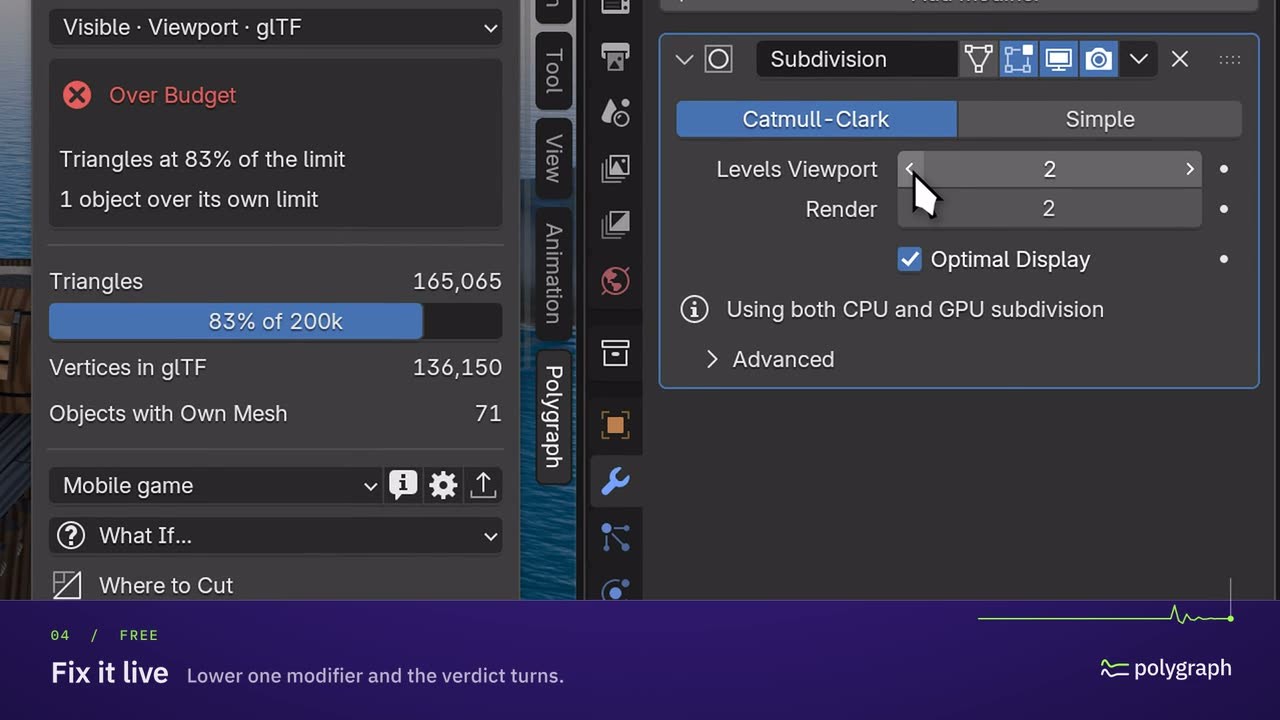 Visible · Viewport · glTF
Over Budget
Triangles at 83% of the limit
1 object over its own limit
Triangles 165,065
83% of 200k
Vertices in glTF 136,150
Objects with Own Mesh 71
Mobile game
What If...
Where to Cut
Tool
View
Animation
Polygraph
Subdivision
Catmull-Clark Simple
Levels Viewport 2
Render 2
Optimal Display
Using both CPU and GPU subdivision
Advanced
04 / FREE
Fix it live Lower one modifier and the verdict turns.
polygraph